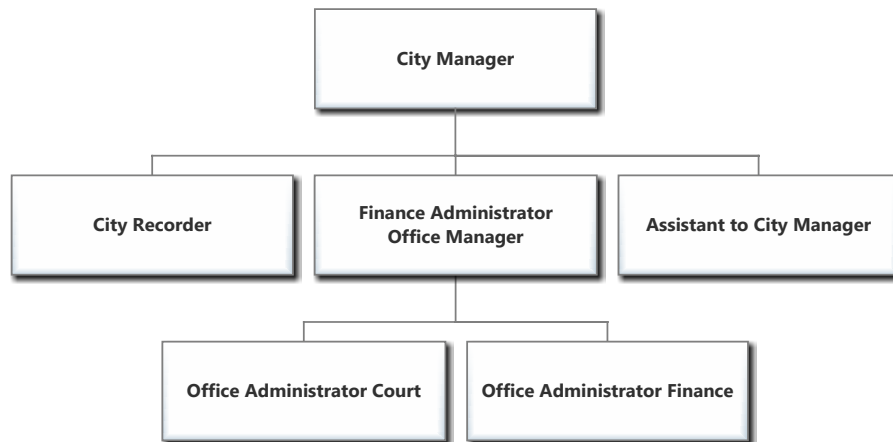 City Manager
City Recorder
Finance Administrator
Office Manager
Assistant to City Manager
Office Administrator Court
Office Administrator Finance